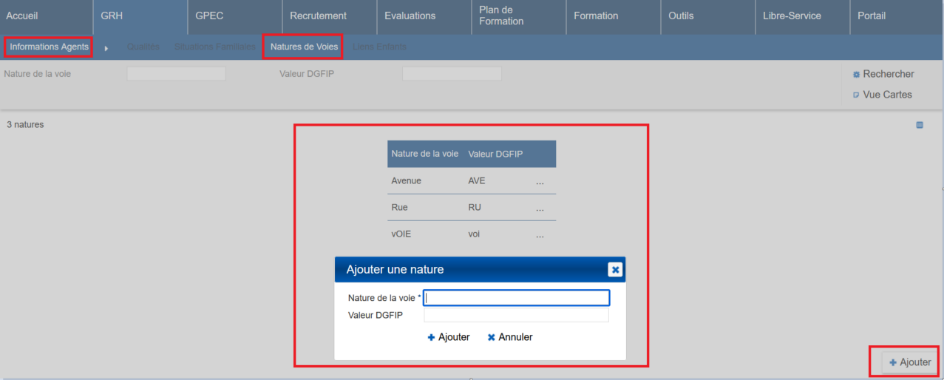 Accueil GRH GPEC Recrutement Evaluations Plan de Formation Formation Outils Libre-Service Portail
Informations Agents Qualités Situations Familiales Natures de Voies Liens Enfants
Nature de la voie Valeur DGFIP Rechercher
Vue Cartes
3 natures
Nature de la voie Valeur DGFIP
Avenue AVE ...
Rue RU ...
vOIE voi ...
Ajouter une nature
Nature de la voie *
Valeur DGFIP
Ajouter Annuler
Ajouter